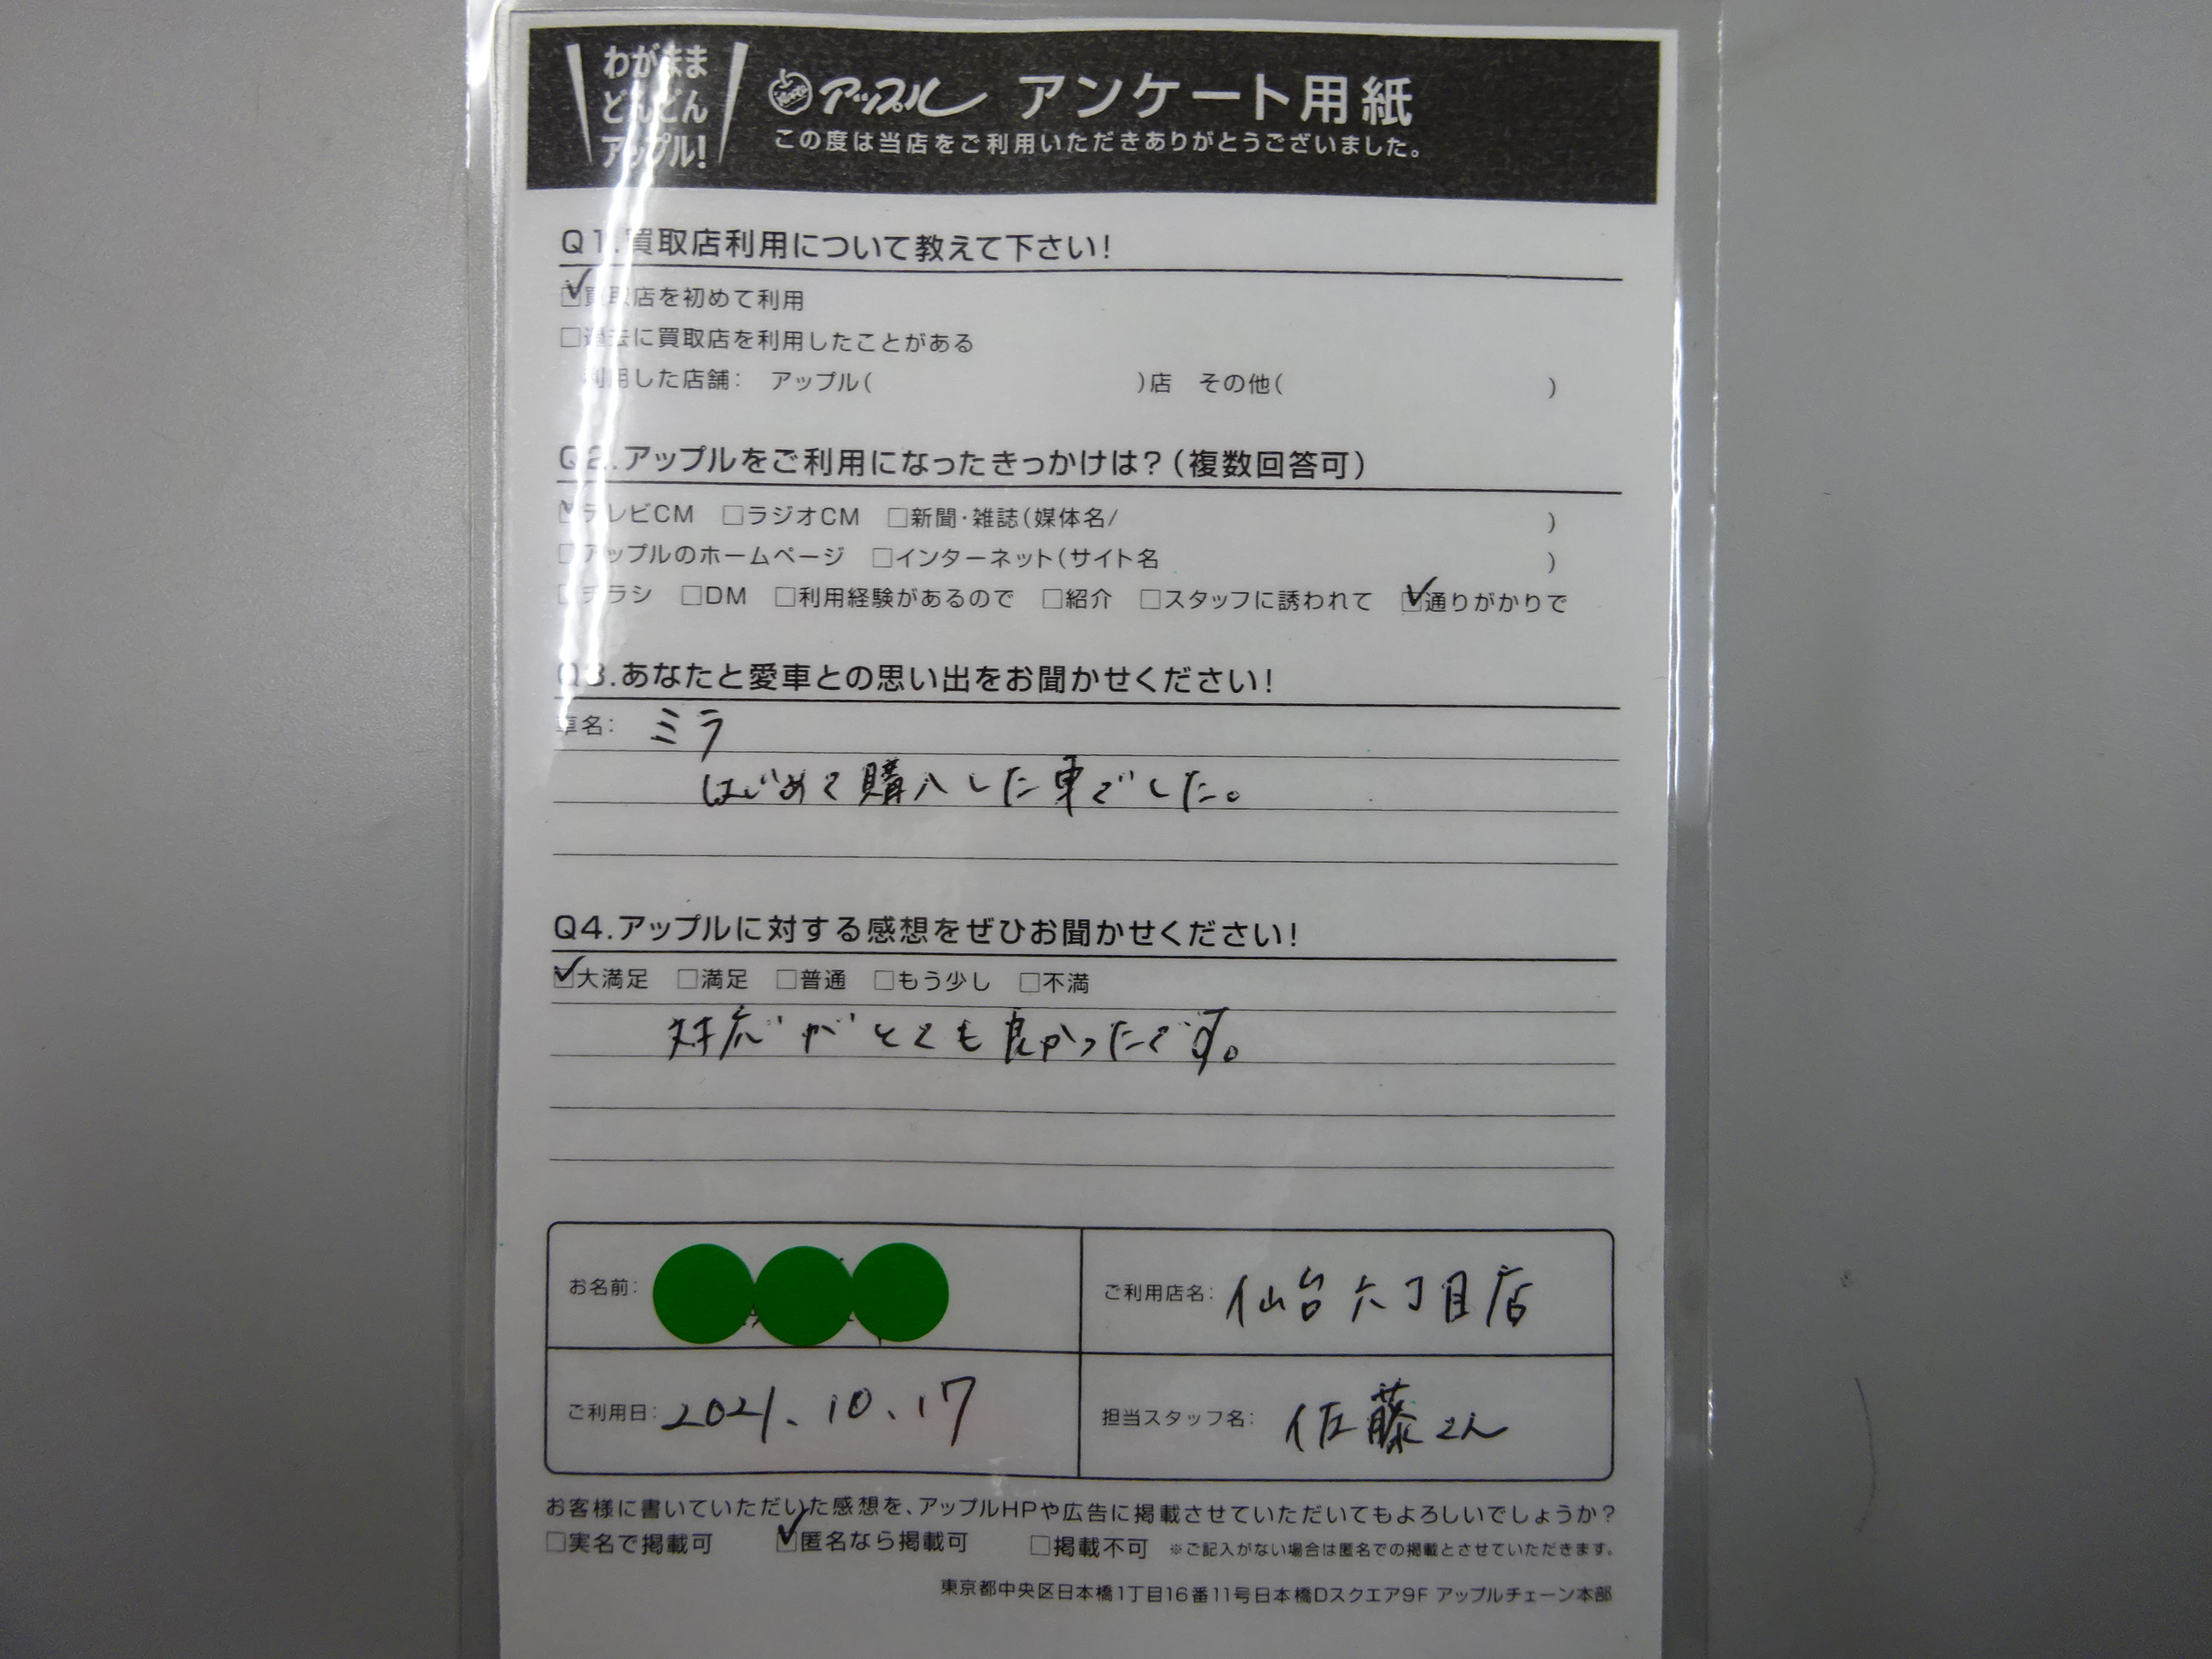 わがまま
どんどん
アップル!
アップル アンケート用紙
この度は当店をご利用いただきありがとうございました。
Q1.買取店利用について教えて下さい!
☑買取店を初めて利用
□過去に買取店を利用したことがある
利用した店舗: アップル( )店 その他( )
Q2.アップルをご利用になったきっかけは?(複数回答可)
☑テレビCM □ラジオCM □新聞・雑誌(媒体名/ )
□アップルのホームページ □インターネット(サイト名 )
□チラシ □DM □利用経験があるので □紹介 □スタッフに誘われて ☑通りがかりで
Q3.あなたと愛車との思い出をお聞かせください!
車名: ミラ
はじめて購入した車でした。
Q4.アップルに対する感想をぜひお聞かせください!
☑大満足 □満足 □普通 □もう少し □不満
対応がとても良かったです。
お名前:
ご利用店名: 仙台六丁目店
ご利用日: 2021.10.17
担当スタッフ名: 佐藤さん
お客様に書いていただいた感想を、アップルHPや広告に掲載させていただいてもよろしいでしょうか?
□実名で掲載可 ☑匿名なら掲載可 □掲載不可 ※ご記入がない場合は匿名での掲載とさせていただきます。
東京都中央区日本橋1丁目16番11号日本橋Dスクエア9F アップルチェーン本部